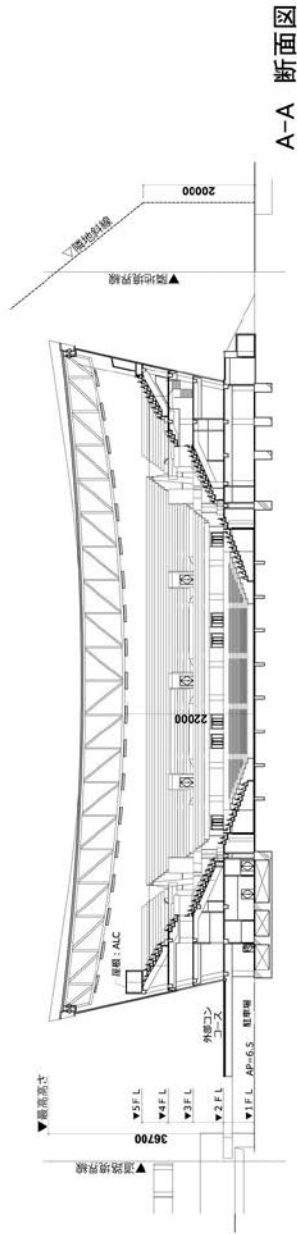 A-A 断面図
▽隣地斜線
20000
▼隣地境界線
22000
屋根：ALC
外部コン
コース
駐車場
AP=6.5
▼最高高さ
36700
▼5FL
▼4FL
▼3FL
▼2FL
▼1FL
▼道路境界線